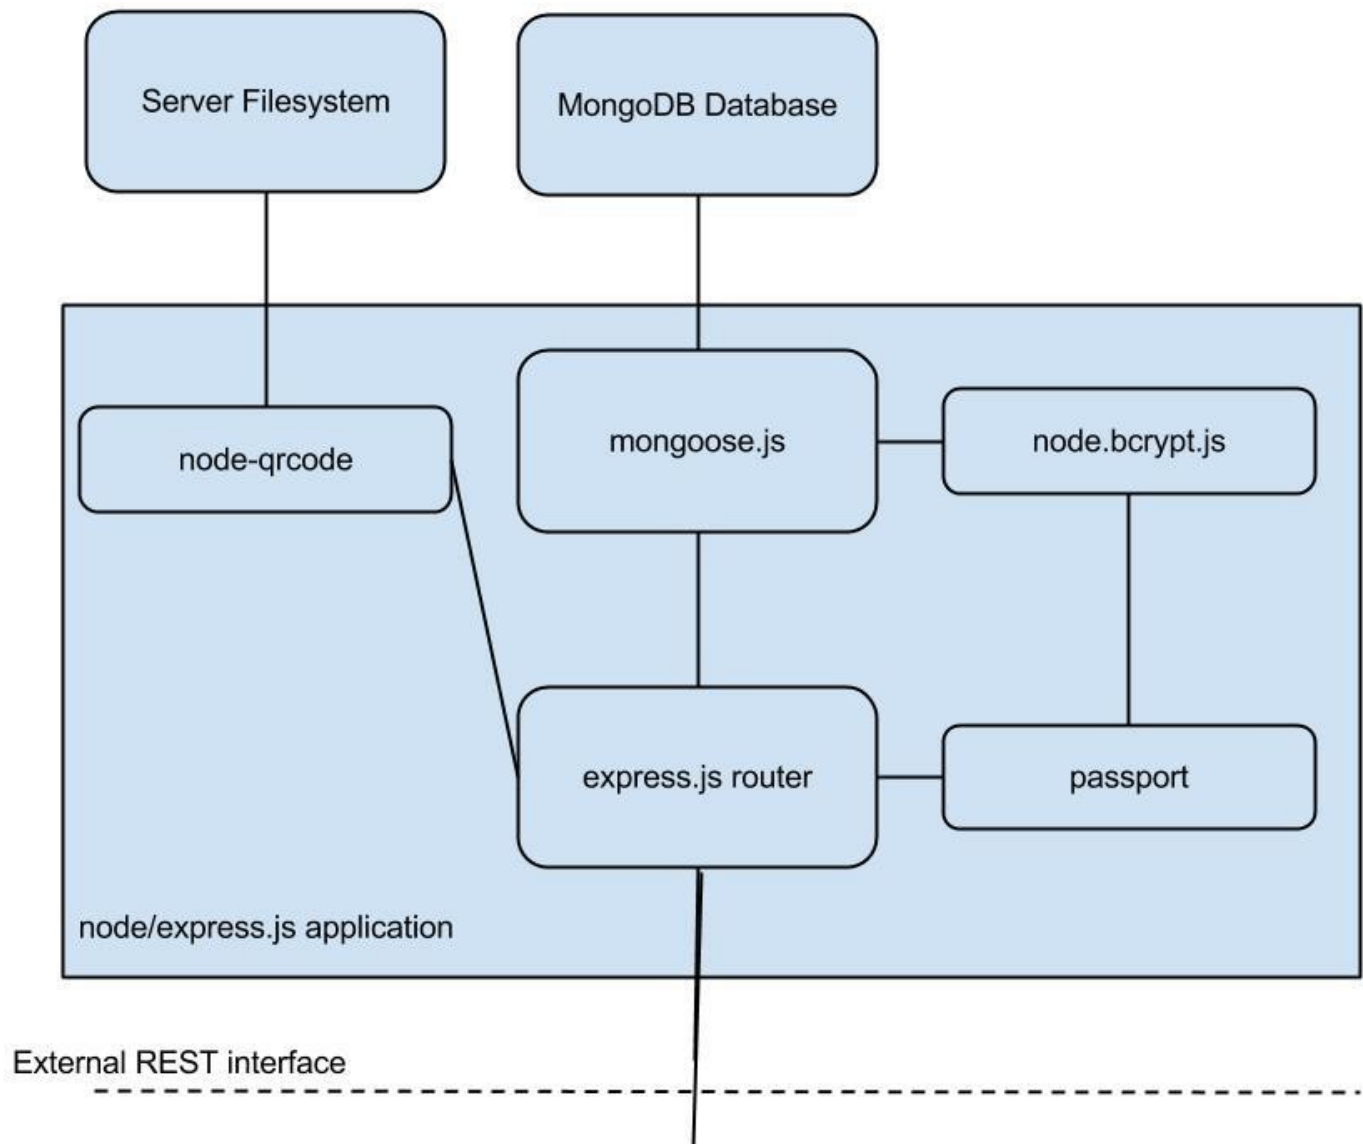 Server Filesystem
MongoDB Database
mongoose.js
node.bcrypt.js
node-qrcode
express.js router
passport
node/express.js application
External REST interface